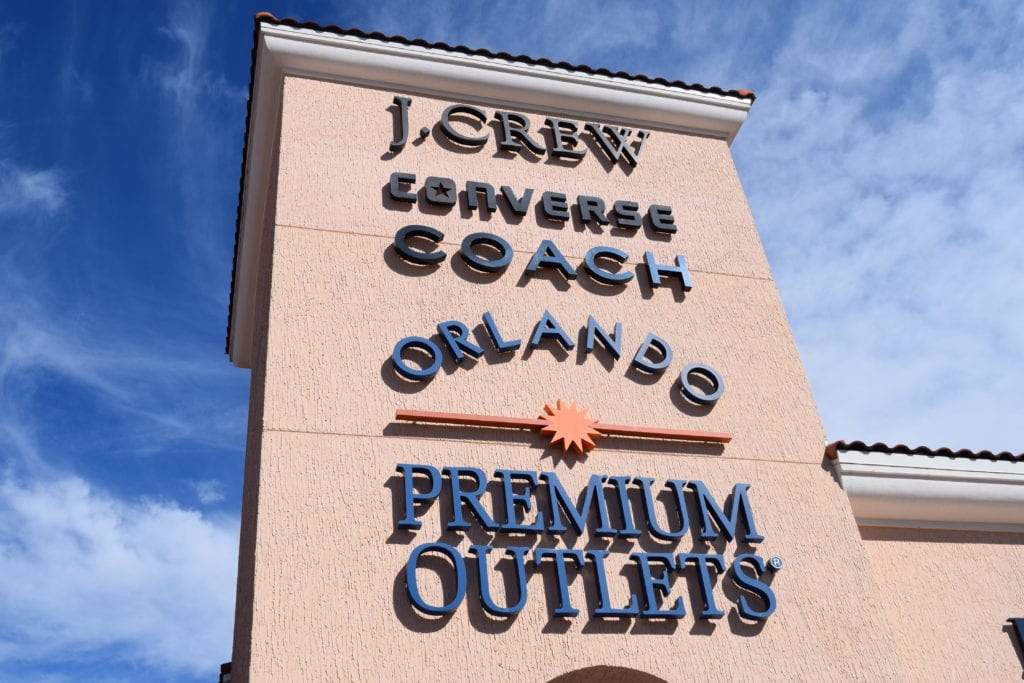 J.CREW
CONVERSE
COACH
ORLANDO
PREMIUM
OUTLETS®